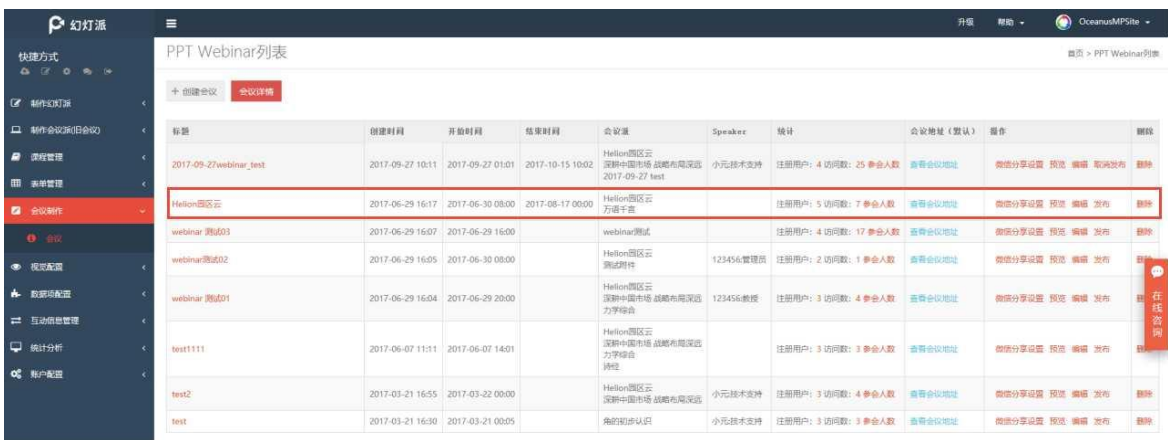 幻灯派
升级 帮助 OceanusMPSite
快捷方式
PPT Webinar列表
首页 > PPT Webinar列表
+ 创建会议 会议详情
制作幻灯派
制作会议派(旧会议)
课程管理
表单管理
会议制作
会议
视觉配置
数据项配置
互动信息管理
统计分析
账户配置
标题 创建时间 开始时间 结束时间 会议派 Speaker 统计 会议地址(默认) 操作 删除
2017-09-27webinar_test 2017-09-27 10:11 2017-09-27 01:01 2017-10-15 10:02 Helion园区云 小元:技术支持 注册用户: 4 访问数: 25 参会人数 查看会议地址 微信分享设置 预览 编辑 取消发布 删除
深耕中国市场 战略布局深远
2017-09-27 test
Helion园区云 2017-06-29 16:17 2017-06-30 08:00 2017-08-17 00:00 Helion园区云 注册用户: 5 访问数: 7 参会人数 查看会议地址 微信分享设置 预览 编辑 发布 删除
万语千言
webinar 测试03 2017-06-29 16:07 2017-06-29 16:00 webinar测试 注册用户: 4 访问数: 17 参会人数 查看会议地址 微信分享设置 预览 编辑 发布 删除
webinar测试02 2017-06-29 16:05 2017-06-30 08:00 Helion园区云 123456:管理员 注册用户: 2 访问数: 1 参会人数 查看会议地址 微信分享设置 预览 编辑 发布
测试附件
webinar 测试01 2017-06-29 16:04 2017-06-29 20:00 Helion园区云 123456:教授 注册用户: 3 访问数: 4 参会人数 查看会议地址 微信分享设置 预览 编辑 发布
深耕中国市场 战略布局深远
力学综合
test1111 2017-06-07 11:11 2017-06-07 14:01 Helion园区云 注册用户: 3 访问数: 3 参会人数 查看会议地址 微信分享设置 预览 编辑 发布
深耕中国市场 战略布局深远
力学综合
诗经
test2 2017-03-21 16:55 2017-03-22 00:00 Helion园区云 小元:技术支持 注册用户: 3 访问数: 4 参会人数 查看会议地址 微信分享设置 预览 编辑 发布 删除
深耕中国市场 战略布局深远
test 2017-03-21 16:30 2017-03-21 00:05 角的初步认识 小元:技术支持 注册用户: 3 访问数: 3 参会人数 查看会议地址 微信分享设置 预览 编辑 发布 删除
在线咨询